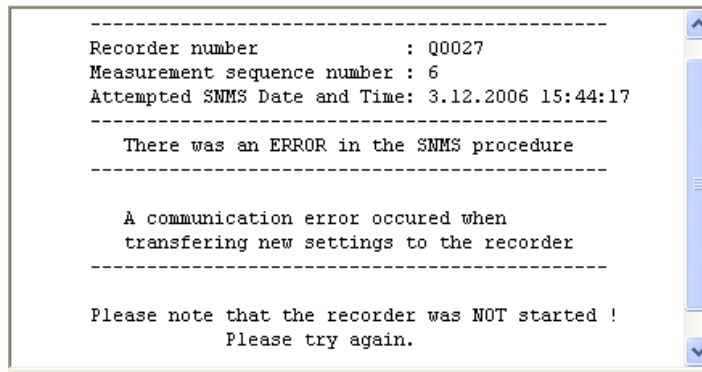 ----------------------------------------------
Recorder number             : Q0027
Measurement sequence number : 6
Attempted SNMS Date and Time: 3.12.2006 15:44:17
----------------------------------------------
There was an ERROR in the SNMS procedure
----------------------------------------------
A communication error occured when
transfering new settings to the recorder
----------------------------------------------
Please note that the recorder was NOT started !
Please try again.